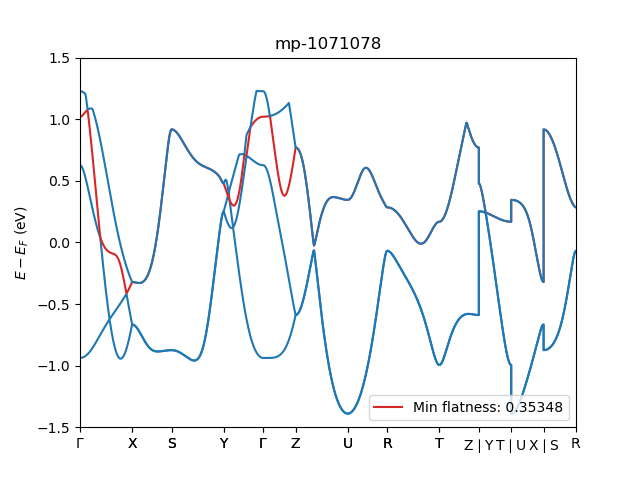 mp-1071078
E − E_F (eV)
1.5
1.0
0.5
0.0
−0.5
−1.0
−1.5
Min flatness: 0.35348
Γ X S Y Γ Z U R T Z | Y T | U X | S R